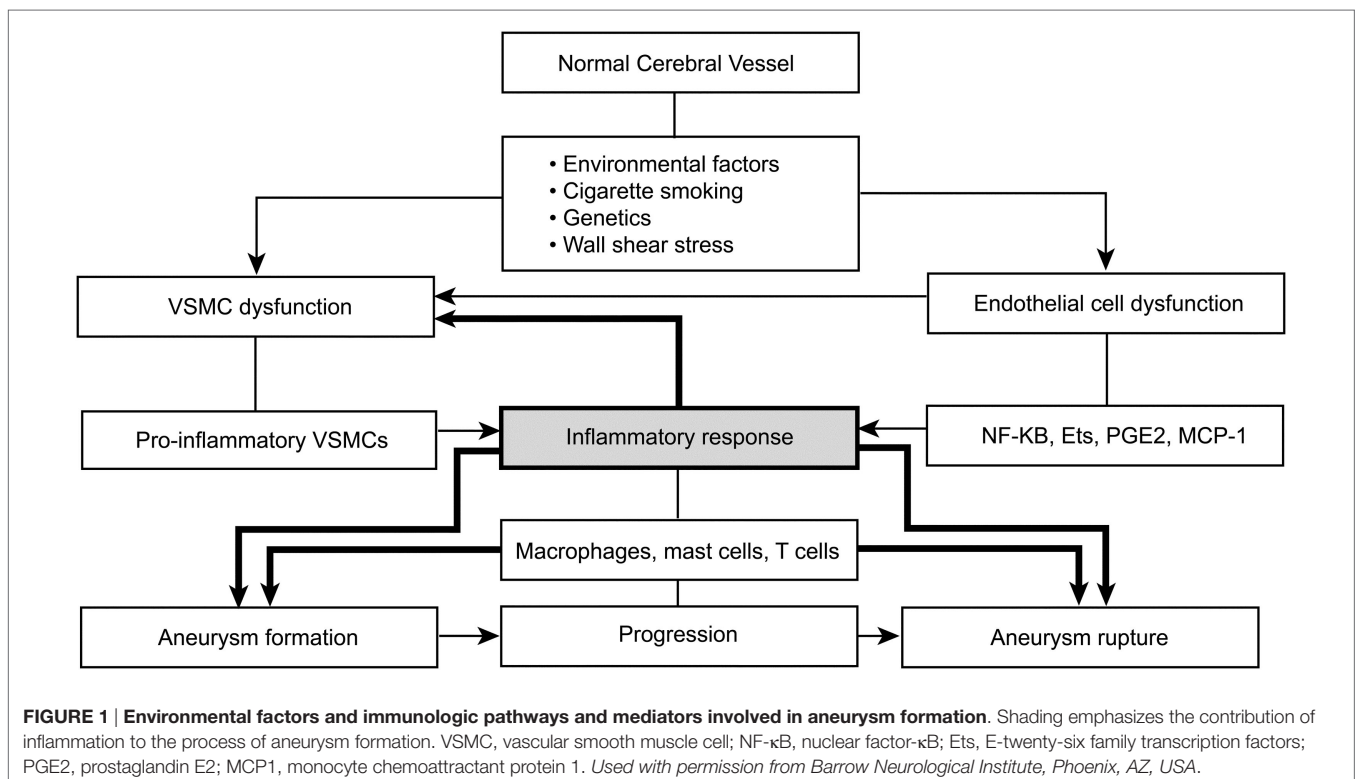 Normal Cerebral Vessel
• Environmental factors
• Cigarette smoking
• Genetics
• Wall shear stress
VSMC dysfunction
Endothelial cell dysfunction
Pro-inflammatory VSMCs
Inflammatory response
NF-KB, Ets, PGE2, MCP-1
Macrophages, mast cells, T cells
Aneurysm formation
Progression
Aneurysm rupture
FIGURE 1 | Environmental factors and immunologic pathways and mediators involved in aneurysm formation. Shading emphasizes the contribution of
inflammation to the process of aneurysm formation. VSMC, vascular smooth muscle cell; NF-κB, nuclear factor-κB; Ets, E-twenty-six family transcription factors;
PGE2, prostaglandin E2; MCP1, monocyte chemoattractant protein 1. Used with permission from Barrow Neurological Institute, Phoenix, AZ, USA.